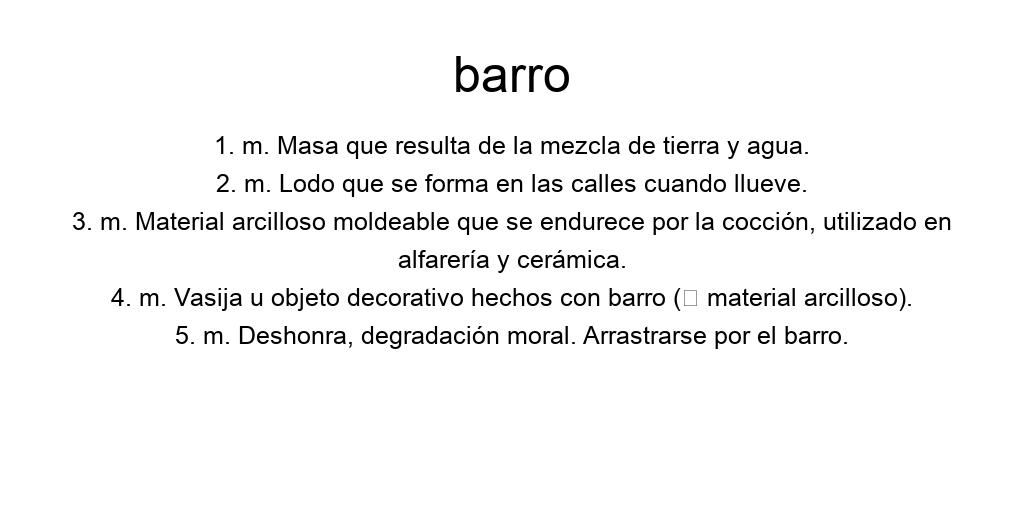 barro
1. m. Masa que resulta de la mezcla de tierra y agua.
2. m. Lodo que se forma en las calles cuando llueve.
3. m. Material arcilloso moldeable que se endurece por la cocción, utilizado en
alfarería y cerámica.
4. m. Vasija u objeto decorativo hechos con barro (□ material arcilloso).
5. m. Deshonra, degradación moral. Arrastrarse por el barro.